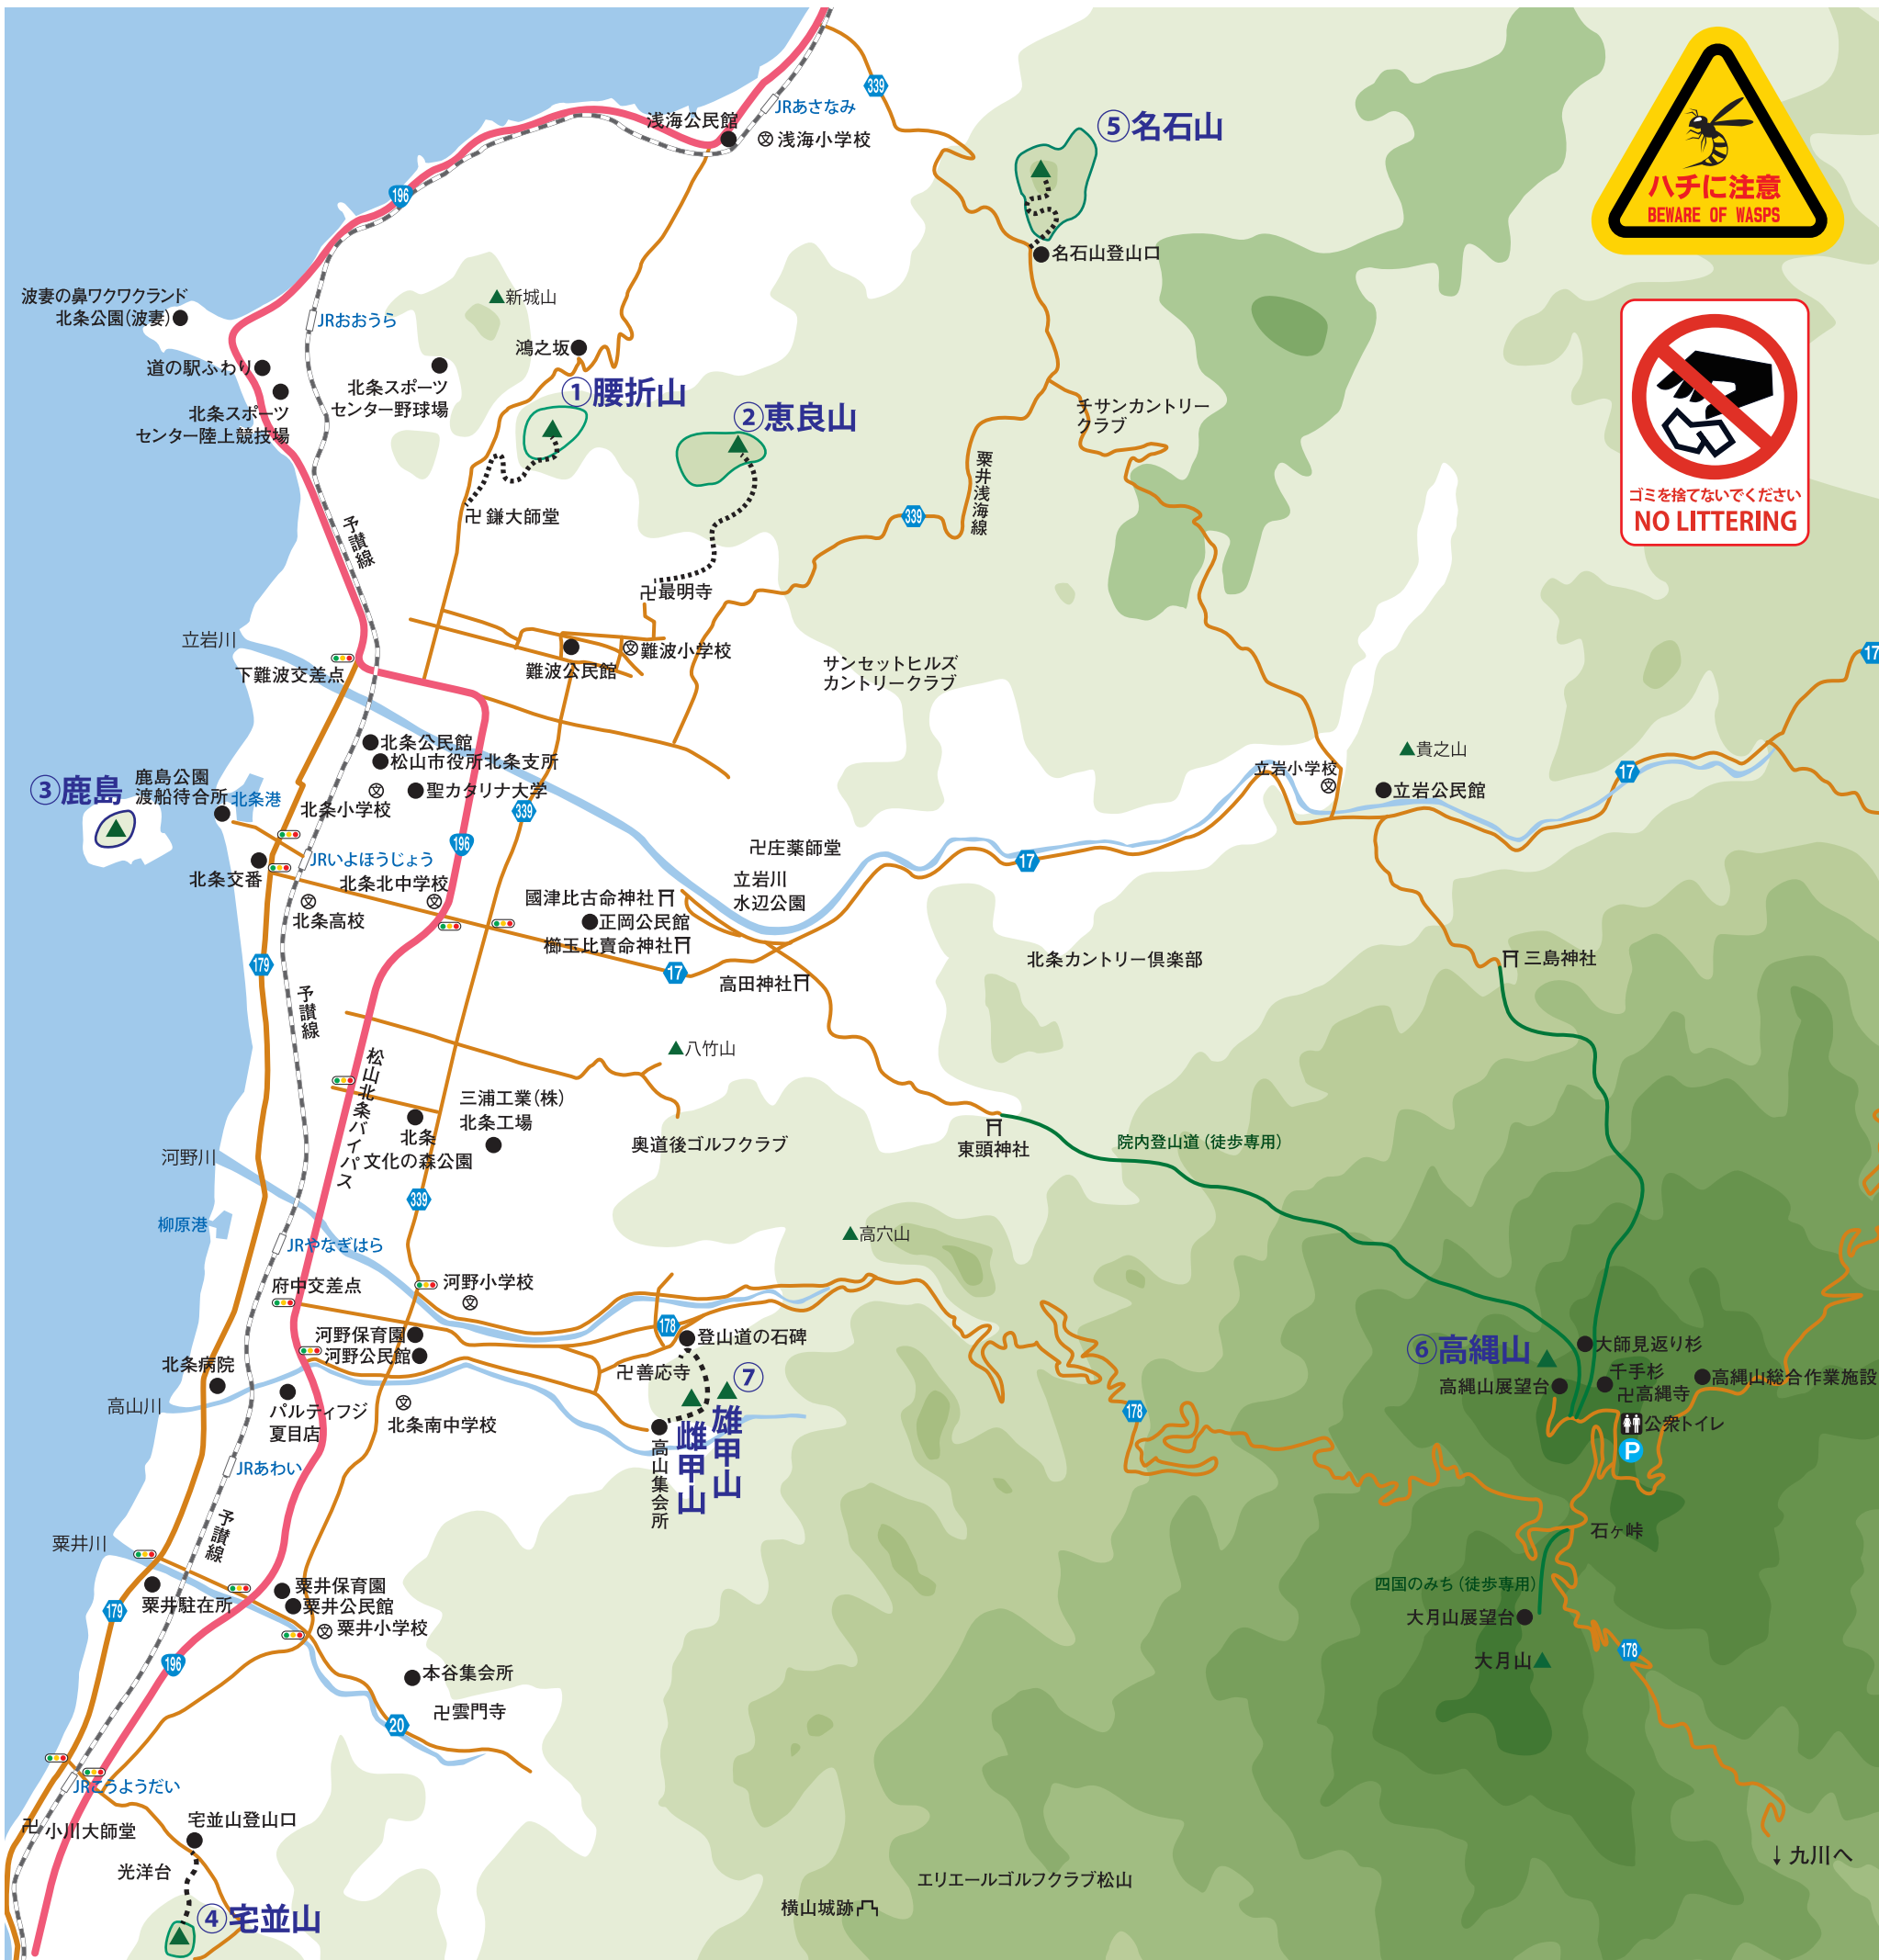 JRあさなみ
339
浅海公民館
浅海小学校
⑤名石山
ハチに注意
BEWARE OF WASPS
196
名石山登山口
波妻の鼻ワクワクランド
北条公園(波妻)
新城山
JRおおうら
鴻之坂
道の駅ふわり
北条スポーツ
センター野球場
北条スポーツ
センター陸上競技場
①腰折山
②恵良山
チサンカントリー
クラブ
粟井浅海線
ゴミを捨てないでください
NO LITTERING
卍鎌大師堂
339
予讃線
卍最明寺
立岩川
下難波交差点
難波公民館
難波小学校
サンセットヒルズ
カントリークラブ
17
北条公民館
松山市役所北条支所
貴之山
立岩小学校
立岩公民館
17
③鹿島
鹿島公園
渡船待合所
北条港
北条小学校
聖カタリナ大学
339
196
JRいよほうじょう
北条交番
北条北中学校
北条高校
卍庄薬師堂
立岩川
水辺公園
17
國津比古命神社
正岡公民館
櫛玉比賣命神社
17
高田神社
北条カントリー倶楽部
三島神社
179
予讃線
八竹山
松山北条バイパス
三浦工業(株)
北条工場
北条
文化の森公園
奥道後ゴルフクラブ
東頭神社
院内登山道(徒歩専用)
河野川
339
柳原港
JRやなぎはら
高穴山
府中交差点
河野小学校
河野保育園
河野公民館
178
登山道の石碑
卍善応寺
⑦
雄甲山
雌甲山
高山集会所
北条病院
高山川
パルティフジ
夏目店
北条南中学校
JRあわい
⑥高縄山
大師見返り杉
千手杉
高縄山展望台
卍高縄寺
高縄山総合作業施設
公衆トイレ
P
178
石ヶ峠
予讃線
粟井川
粟井駐在所
粟井保育園
粟井公民館
粟井小学校
179
196
四国のみち(徒歩専用)
大月山展望台
大月山
178
本谷集会所
卍雲門寺
20
JRこうようだい
卍小川大師堂
宅並山登山口
光洋台
④宅並山
エリエールゴルフクラブ松山
横山城跡
↓九川へ